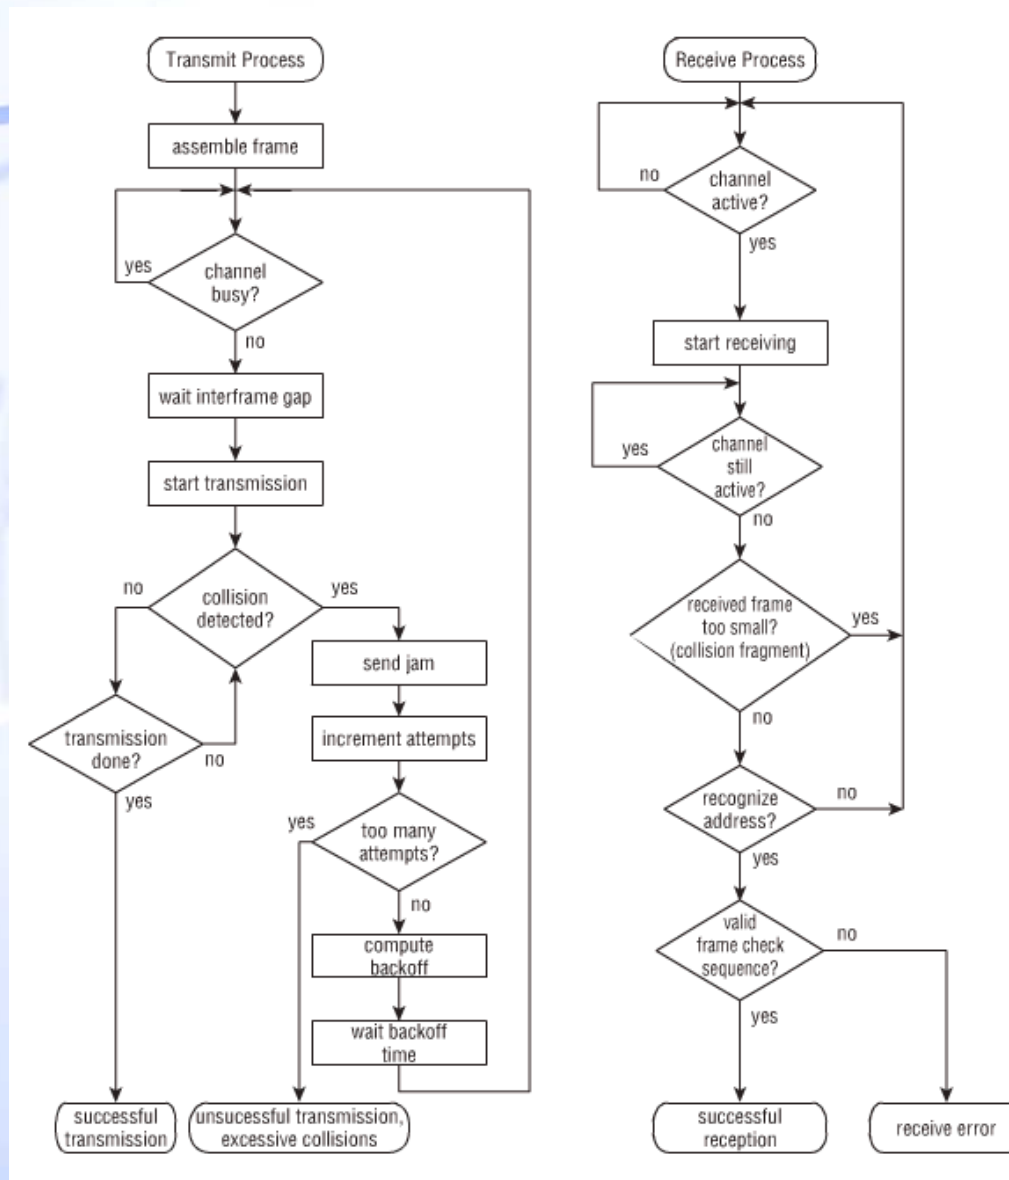 Transmit Process
assemble frame
yes
channel
busy?
no
wait interframe gap
start transmission
no
collision
detected?
yes
send jam
increment attempts
transmission
done?
no
yes
yes
too many
attempts?
no
compute
backoff
wait backoff
time
successful
transmission
unsucessful transmission,
excessive collisions
Receive Process
no
channel
active?
yes
start receiving
yes
channel
still
active?
no
received frame
too small?
(collision fragment)
yes
no
recognize
address?
no
yes
valid
frame check
sequence?
no
yes
successful
reception
receive error